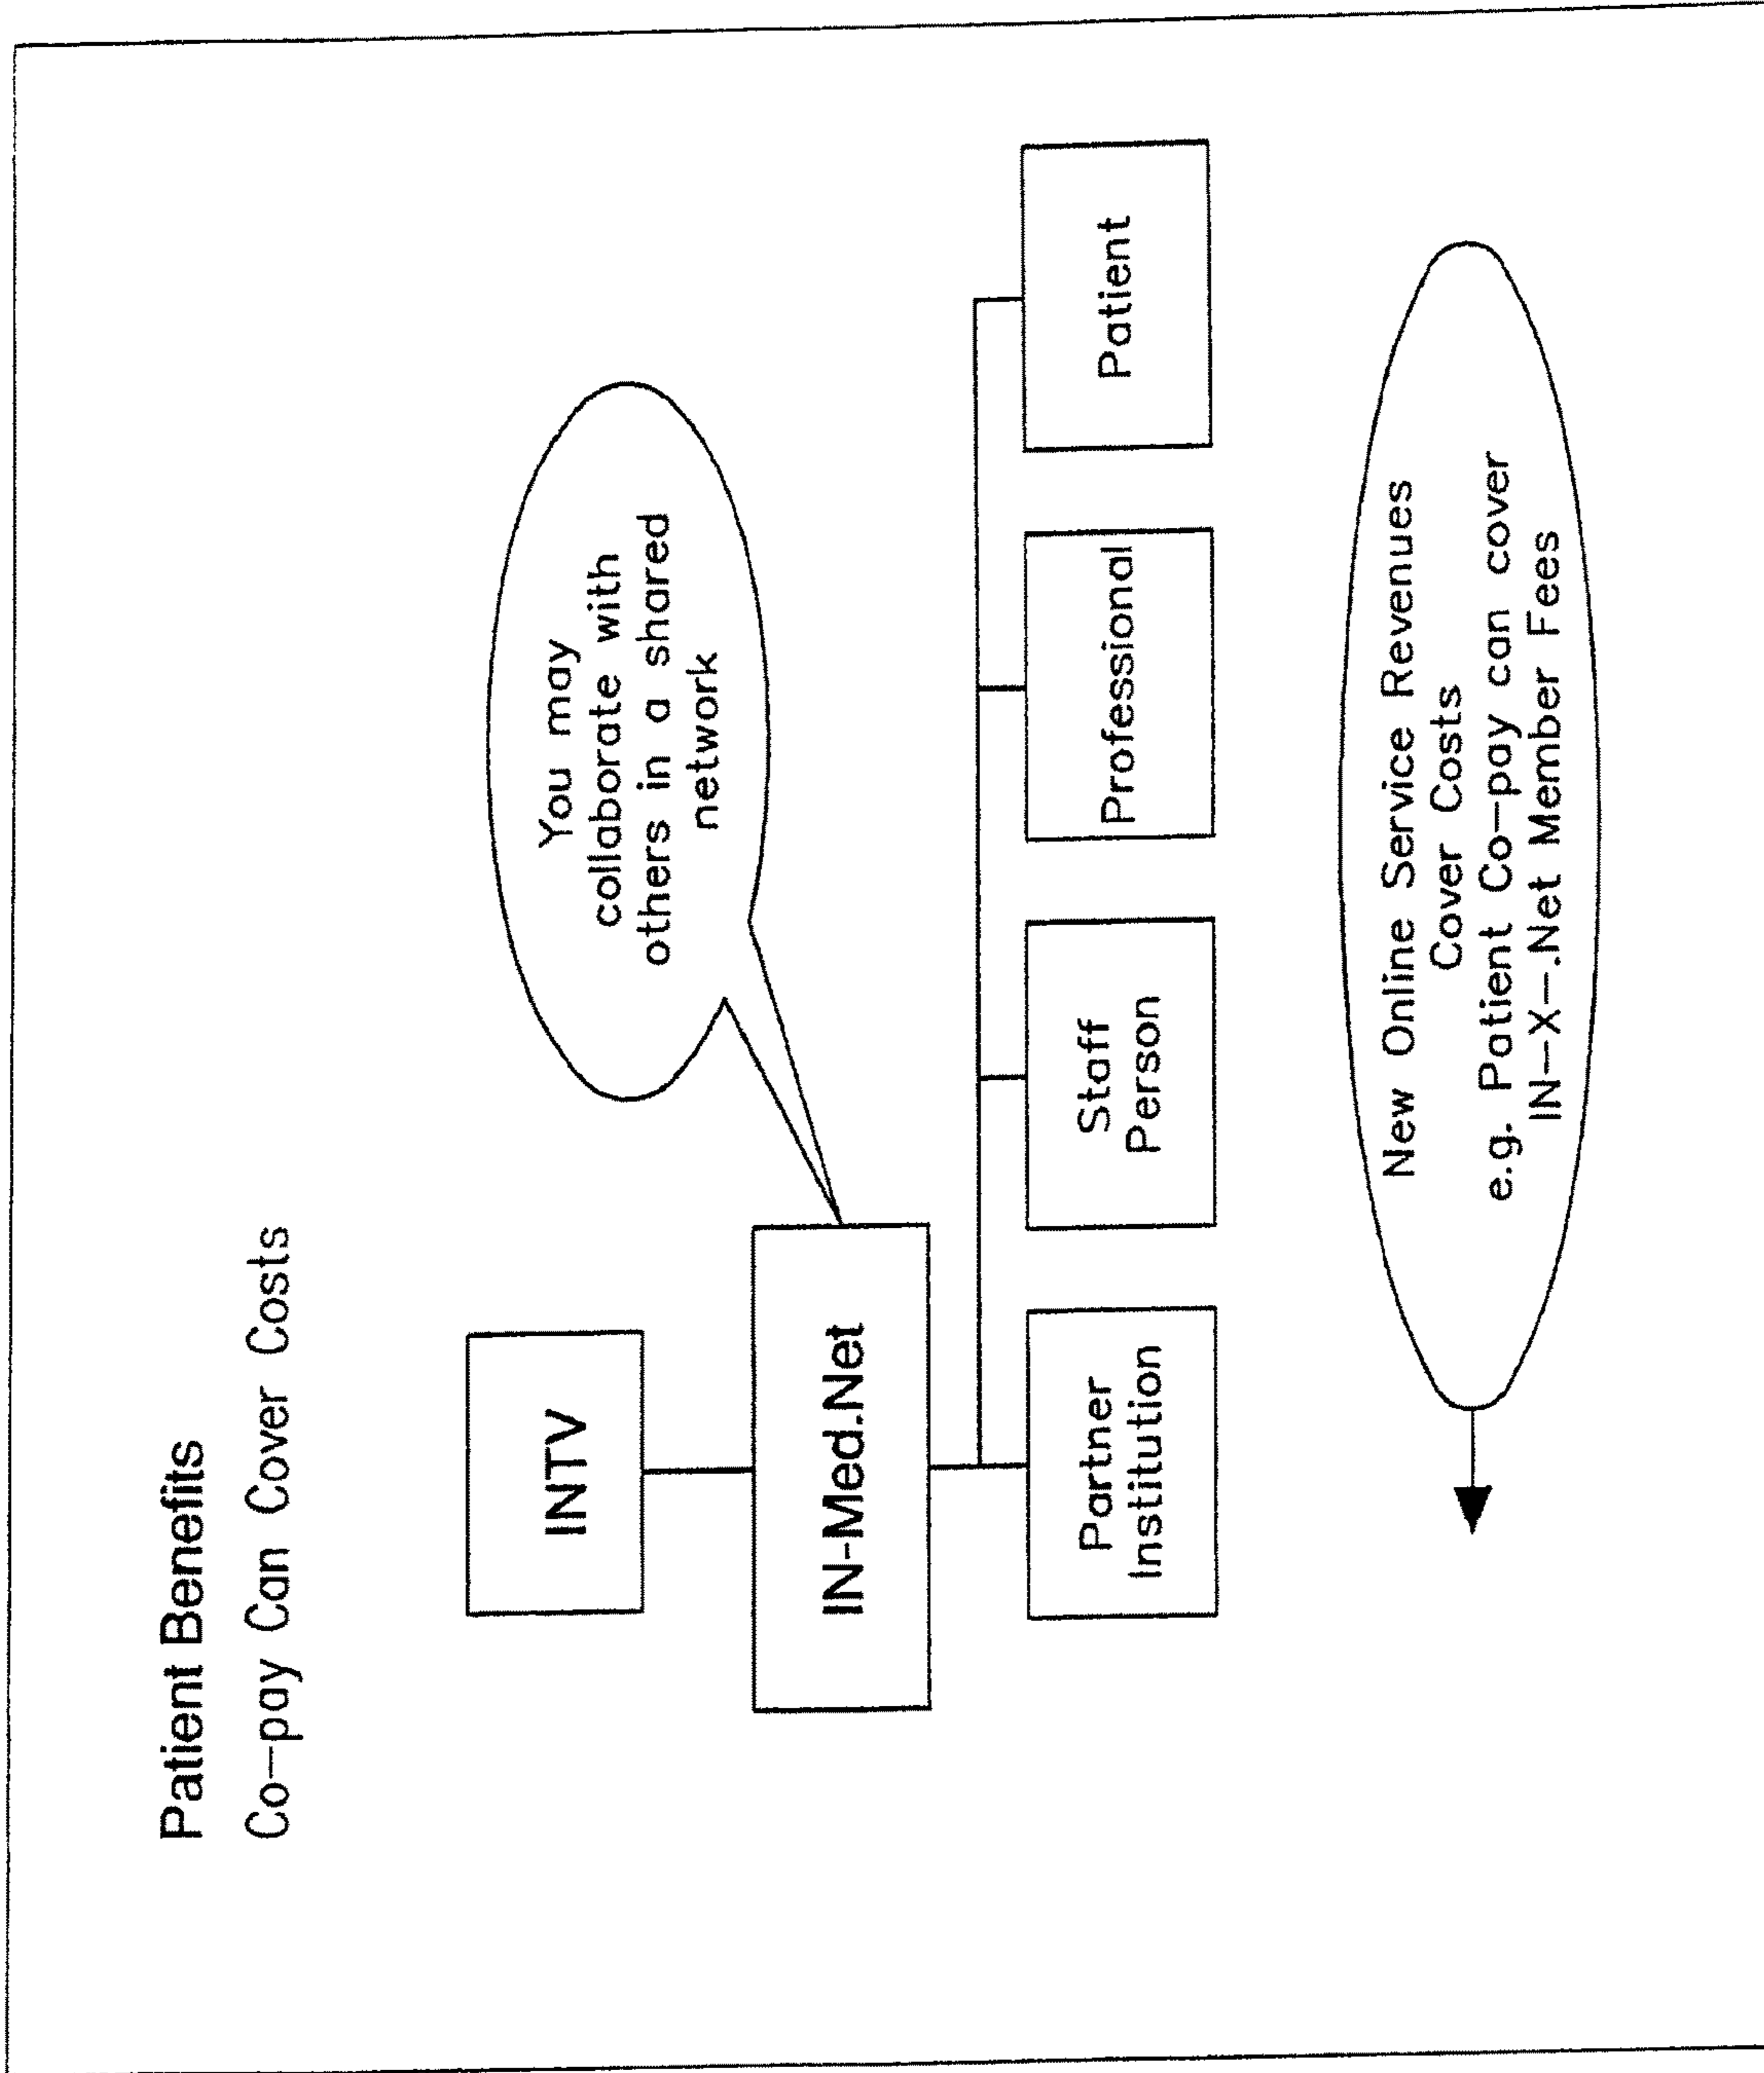 Patient Benefits
Co-pay Can Cover Costs
INTV
You may
collaborate with
others in a shared
network
IN-Med.Net
Partner
Institution
Staff
Person
Professional
Patient
New Online Service Revenues
Cover Costs
e.g. Patient Co-pay can cover
IN-X-.Net Member Fees